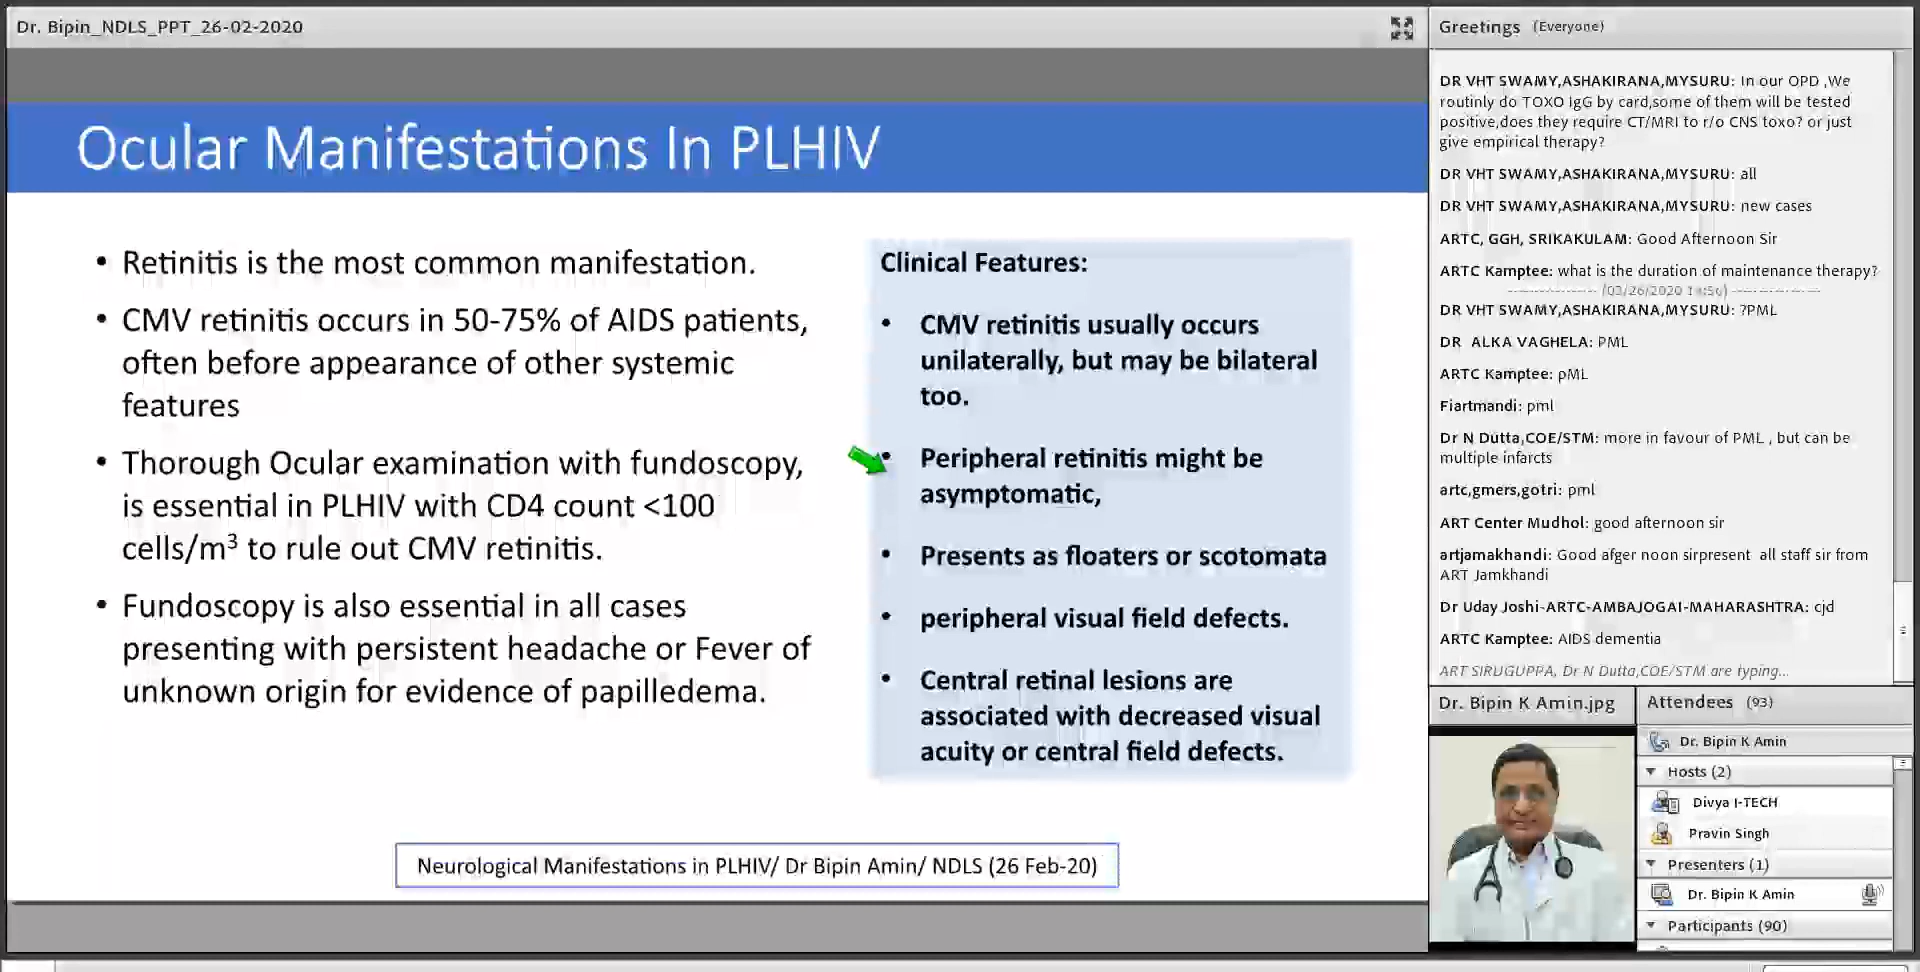 Dr. Bipin_NDLS_PPT_26-02-2020
Ocular Manifestations In PLHIV
• Retinitis is the most common manifestation.
• CMV retinitis occurs in 50-75% of AIDS patients,
often before appearance of other systemic
features
• Thorough Ocular examination with fundoscopy,
is essential in PLHIV with CD4 count <100
cells/m³ to rule out CMV retinitis.
• Fundoscopy is also essential in all cases
presenting with persistent headache or Fever of
unknown origin for evidence of papilledema.
Clinical Features:
• CMV retinitis usually occurs
unilaterally, but may be bilateral
too.
• Peripheral retinitis might be
asymptomatic,
• Presents as floaters or scotomata
• peripheral visual field defects.
• Central retinal lesions are
associated with decreased visual
acuity or central field defects.
Neurological Manifestations in PLHIV/ Dr Bipin Amin/ NDLS (26 Feb-20)
Greetings (Everyone)
DR VHT SWAMY,ASHAKIRANA,MYSURU: In our OPD ,We
routinly do TOXO IgG by card,some of them will be tested
positive,does they require CT/MRI to r/o CNS toxo? or just
give empirical therapy?
DR VHT SWAMY,ASHAKIRANA,MYSURU: all
DR VHT SWAMY,ASHAKIRANA,MYSURU: new cases
ARTC, GGH, SRIKAKULAM: Good Afternoon Sir
ARTC Kamptee: what is the duration of maintenance therapy?
DR VHT SWAMY,ASHAKIRANA,MYSURU: ?PML
DR ALKA VAGHELA: PML
ARTC Kamptee: pML
Fiartmandi: pml
Dr N Dutta,COE/STM: more in favour of PML , but can be
multiple infarcts
artc,gmers,gotri: pml
ART Center Mudhol: good afternoon sir
artjamakhandi: Good afger noon sirpresent all staff sir from
ART Jamkhandi
Dr Uday Joshi-ARTC-AMBAJOGAI-MAHARASHTRA: cjd
ARTC Kamptee: AIDS dementia
ART SIRUGUPPA, Dr N Dutta,COE/STM are typing...
Dr. Bipin K Amin.jpg
Attendees (93)
Dr. Bipin K Amin
Hosts (2)
Divya I-TECH
Pravin Singh
Presenters (1)
Dr. Bipin K Amin
Participants (90)